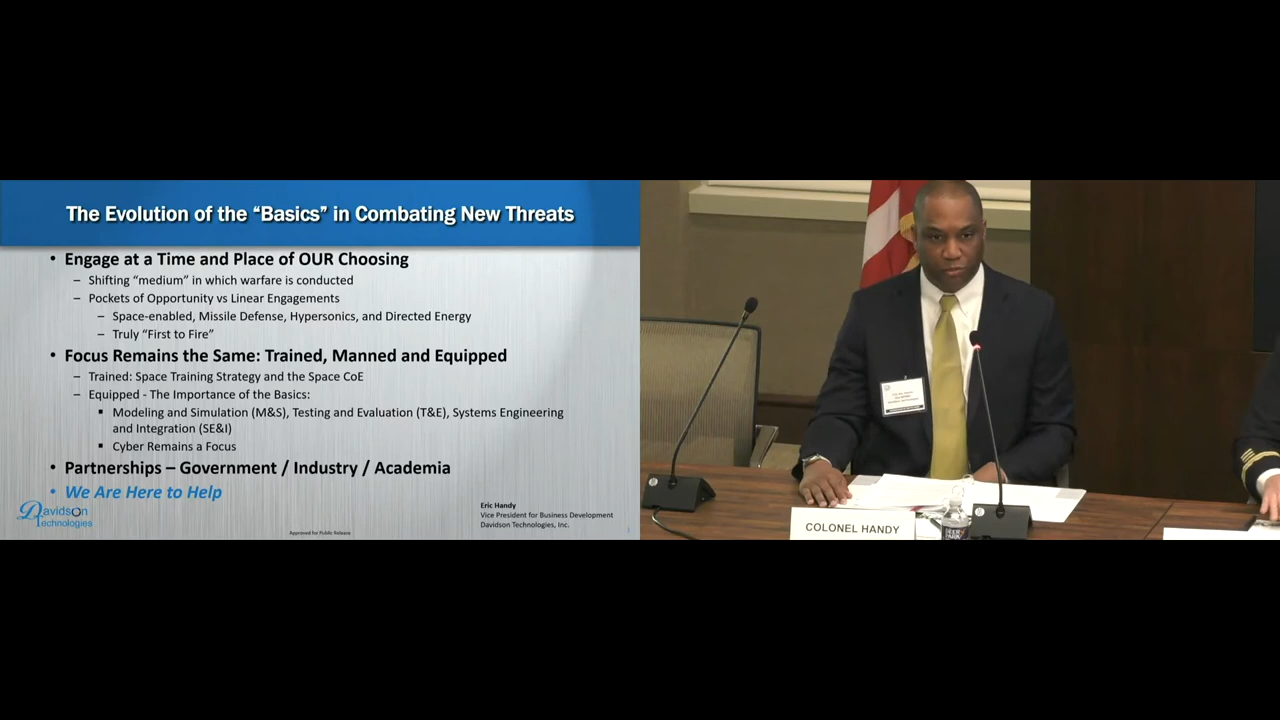 The Evolution of the “Basics” in Combating New Threats
• Engage at a Time and Place of OUR Choosing
– Shifting “medium” in which warfare is conducted
– Pockets of Opportunity vs Linear Engagements
– Space-enabled, Missile Defense, Hypersonics, and Directed Energy
– Truly “First to Fire”
• Focus Remains the Same: Trained, Manned and Equipped
– Trained: Space Training Strategy and the Space CoE
– Equipped - The Importance of the Basics:
▪ Modeling and Simulation (M&S), Testing and Evaluation (T&E), Systems Engineering
and Integration (SE&I)
▪ Cyber Remains a Focus
• Partnerships – Government / Industry / Academia
• We Are Here to Help
Davidson
Technologies
Eric Handy
Vice President for Business Development
Davidson Technologies, Inc.
Approved for Public Release
COLONEL HANDY